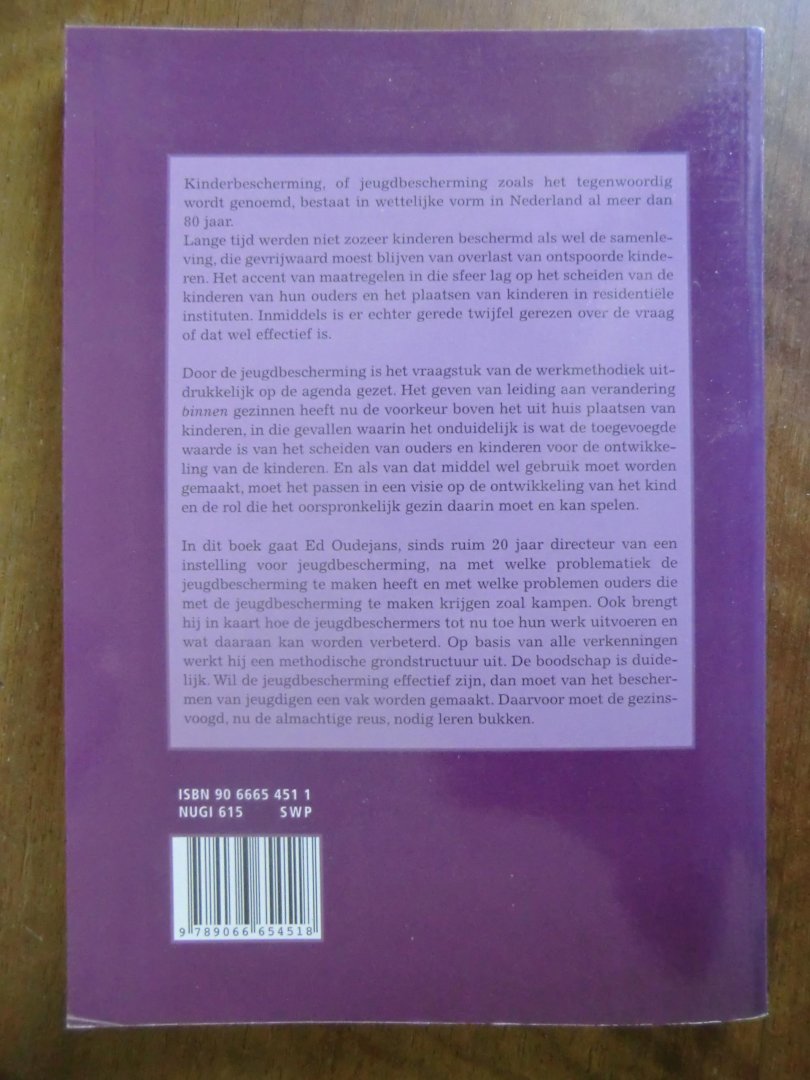 Kinderbescherming, of jeugdbescherming zoals het tegenwoordig
wordt genoemd, bestaat in wettelijke vorm in Nederland al meer dan
80 jaar.
Lange tijd werden niet zozeer kinderen beschermd als wel de samenle-
ving, die gevrijwaard moest blijven van overlast van ontspoorde kinde-
ren. Het accent van maatregelen in die sfeer lag op het scheiden van de
kinderen van hun ouders en het plaatsen van kinderen in residentiële
instituten. Inmiddels is er echter gerede twijfel gerezen over de vraag
of dat wel effectief is.
Door de jeugdbescherming is het vraagstuk van de werkmethodiek uit-
drukkelijk op de agenda gezet. Het geven van leiding aan verandering
binnen gezinnen heeft nu de voorkeur boven het uit huis plaatsen van
kinderen, in die gevallen waarin het onduidelijk is wat de toegevoegde
waarde is van het scheiden van ouders en kinderen voor de ontwikke-
ling van de kinderen. En als van dat middel wel gebruik moet worden
gemaakt, moet het passen in een visie op de ontwikkeling van het kind
en de rol die het oorspronkelijk gezin daarin moet en kan spelen.
In dit boek gaat Ed Oudejans, sinds ruim 20 jaar directeur van een
instelling voor jeugdbescherming, na met welke problematiek de
jeugdbescherming te maken heeft en met welke problemen ouders die
met de jeugdbescherming te maken krijgen zoal kampen. Ook brengt
hij in kaart hoe de jeugdbeschermers tot nu toe hun werk uitvoeren en
wat daaraan kan worden verbeterd. Op basis van alle verkenningen
werkt hij een methodische grondstructuur uit. De boodschap is duide-
lijk. Wil de jeugdbescherming effectief zijn, dan moet van het bescher-
men van jeugdigen een vak worden gemaakt. Daarvoor moet de gezins-
voogd, nu de almachtige reus, nodig leren bukken.
ISBN 90 6665 451 1
NUGI 615 SWP
9 789066 654518